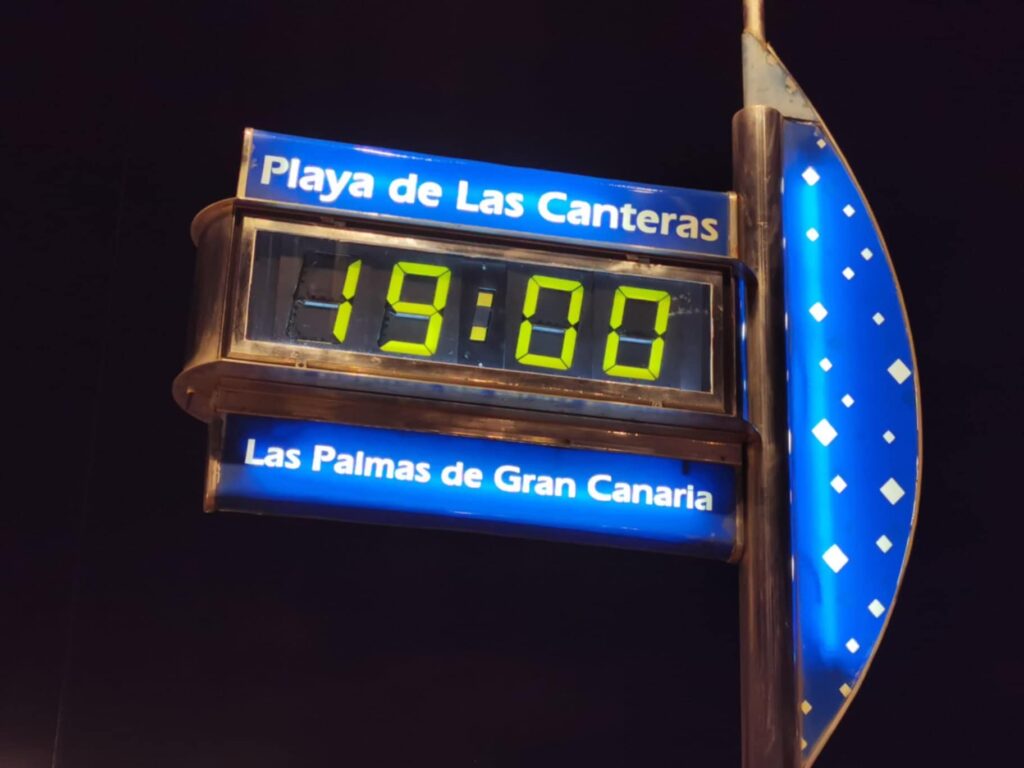 Playa de Las Canteras
19:00
Las Palmas de Gran Canaria